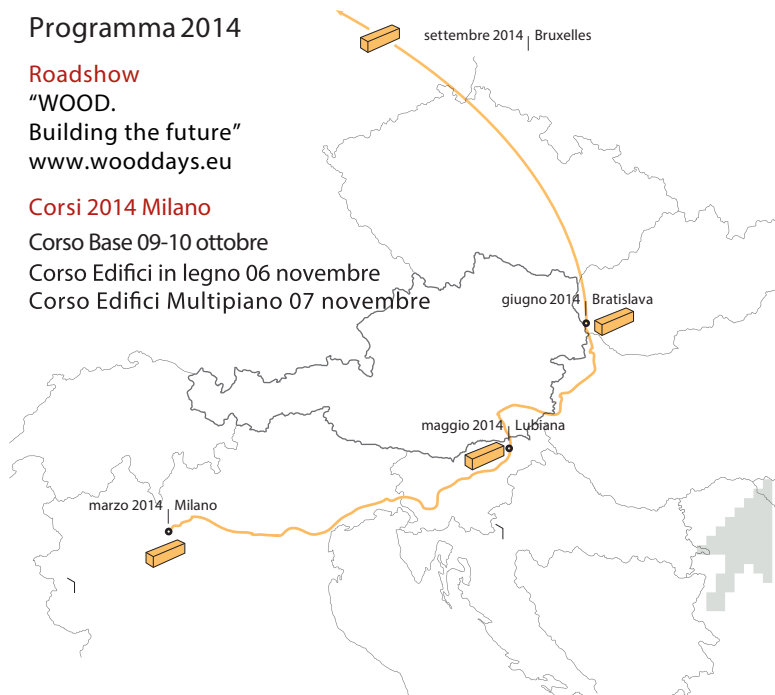 Programma 2014
Roadshow
“WOOD.
Building the future”
www.wooddays.eu
Corsi 2014 Milano
Corso Base 09-10 ottobre
Corso Edifici in legno 06 novembre
Corso Edifici Multipiano 07 novembre
settembre 2014 | Bruxelles
giugno 2014 | Bratislava
maggio 2014 | Lubiana
marzo 2014 | Milano